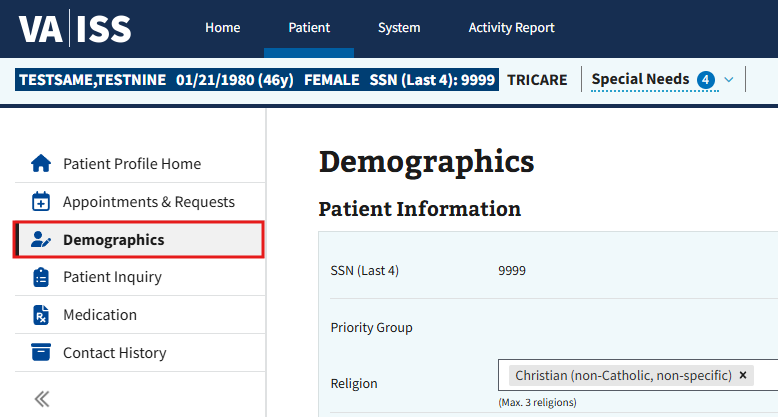 VA ISS Home Patient System Activity Report
TESTSAME,TESTNINE 01/21/1980 (46y) FEMALE SSN (Last 4): 9999 TRICARE Special Needs 4
Patient Profile Home
Appointments & Requests
Demographics
Patient Inquiry
Medication
Contact History
Demographics
Patient Information
SSN (Last 4) 9999
Priority Group
Religion Christian (non-Catholic, non-specific) ×
(Max. 3 religions)